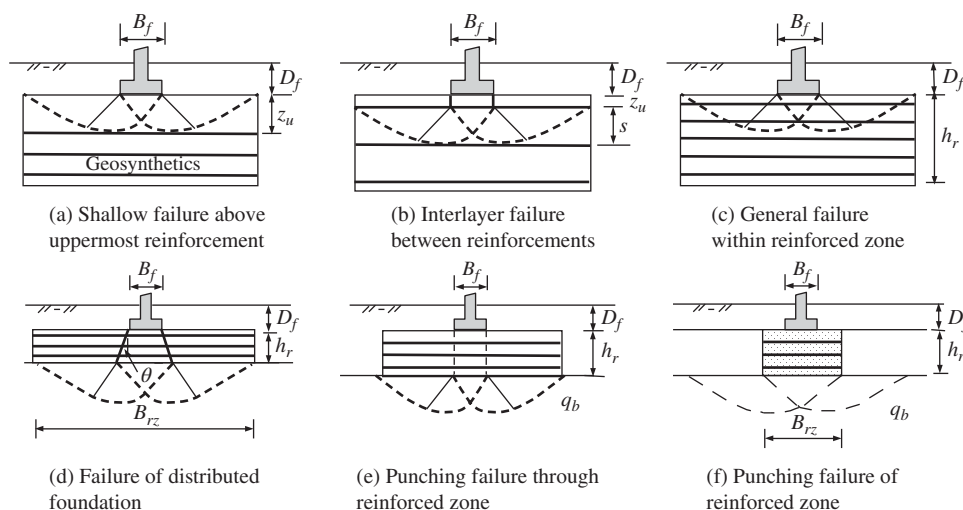 B_f
D_f
z_u
Geosynthetics
(a) Shallow failure above
uppermost reinforcement
B_f
D_f
z_u
s
(b) Interlayer failure
between reinforcements
B_f
D_f
h_r
(c) General failure
within reinforced zone
B_f
D_f
h_r
θ
B_rz
(d) Failure of distributed
foundation
B_f
D_f
h_r
q_b
(e) Punching failure through
reinforced zone
B_f
D
h_r
q_b
B_rz
(f) Punching failure of
reinforced zone